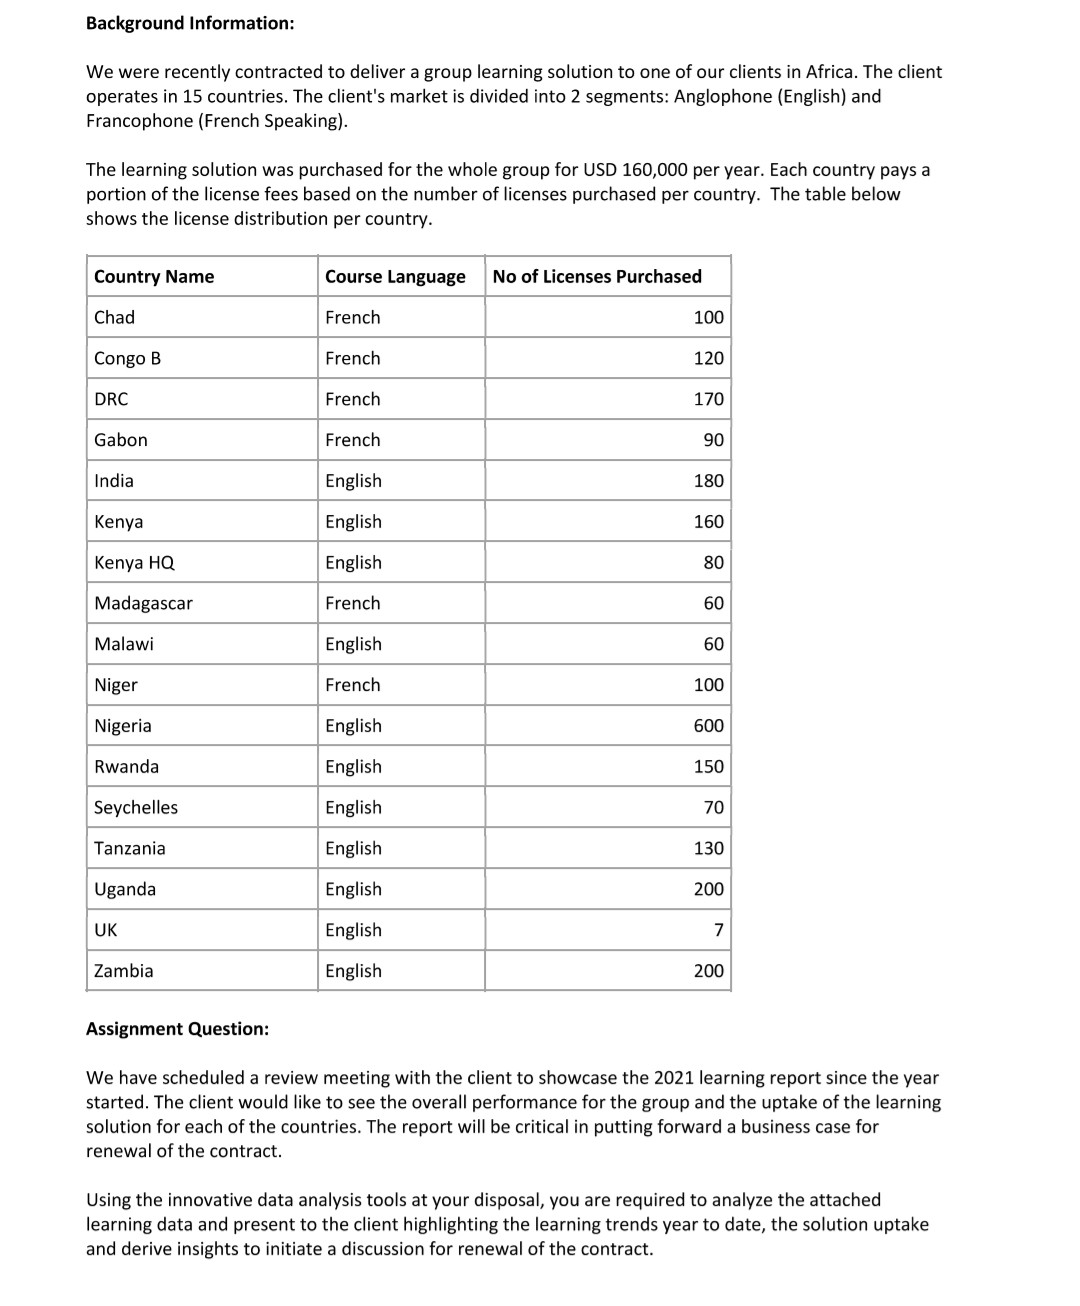 Background Information:
We were recently contracted to deliver a group learning solution to one of our clients in Africa. The client
operates in 15 countries. The client's market is divided into 2 segments: Anglophone (English) and
Francophone (French Speaking).
The learning solution was purchased for the whole group for USD 160,000 per year. Each country pays a
portion of the license fees based on the number of licenses purchased per country.  The table below
shows the license distribution per country.
Country Name Course Language No of Licenses Purchased
Chad French 100
Congo B French 120
DRC French 170
Gabon French 90
India English 180
Kenya English 160
Kenya HQ English 80
Madagascar French 60
Malawi English 60
Niger French 100
Nigeria English 600
Rwanda English 150
Seychelles English 70
Tanzania English 130
Uganda English 200
UK English 7
Zambia English 200
Assignment Question:
We have scheduled a review meeting with the client to showcase the 2021 learning report since the year
started. The client would like to see the overall performance for the group and the uptake of the learning
solution for each of the countries. The report will be critical in putting forward a business case for
renewal of the contract.
Using the innovative data analysis tools at your disposal, you are required to analyze the attached
learning data and present to the client highlighting the learning trends year to date, the solution uptake
and derive insights to initiate a discussion for renewal of the contract.